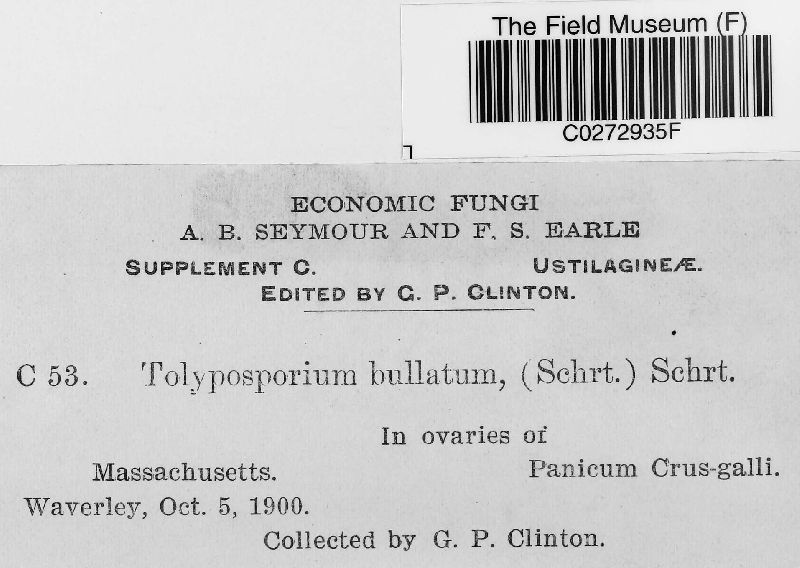 The Field Museum (F)
C0272935F
ECONOMIC FUNGI
A. B. SEYMOUR AND F. S. EARLE
SUPPLEMENT C. USTILAGINEÆ.
EDITED BY G. P. CLINTON.
C 53. Tolyposporium bullatum, (Schrt.) Schrt.
In ovaries of
Massachusetts. Panicum Crus-galli.
Waverley, Oct. 5, 1900.
Collected by G. P. Clinton.